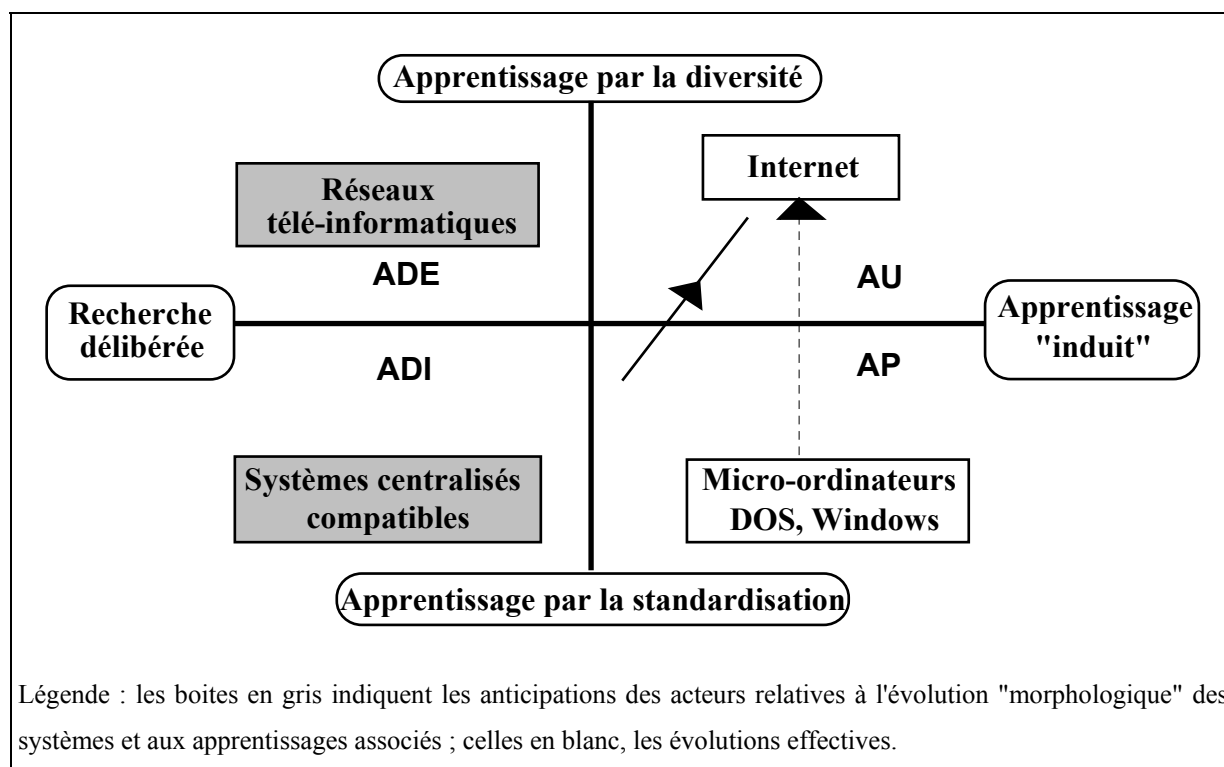 Apprentissage par la diversité
Internet
Réseaux
télé-informatiques
ADE
AU
Recherche
délibérée
Apprentissage
"induit"
ADI
AP
Systèmes centralisés
compatibles
Micro-ordinateurs
DOS, Windows
Apprentissage par la standardisation
Légende : les boites en gris indiquent les anticipations des acteurs relatives à l'évolution "morphologique" des
systèmes et aux apprentissages associés ; celles en blanc, les évolutions effectives.